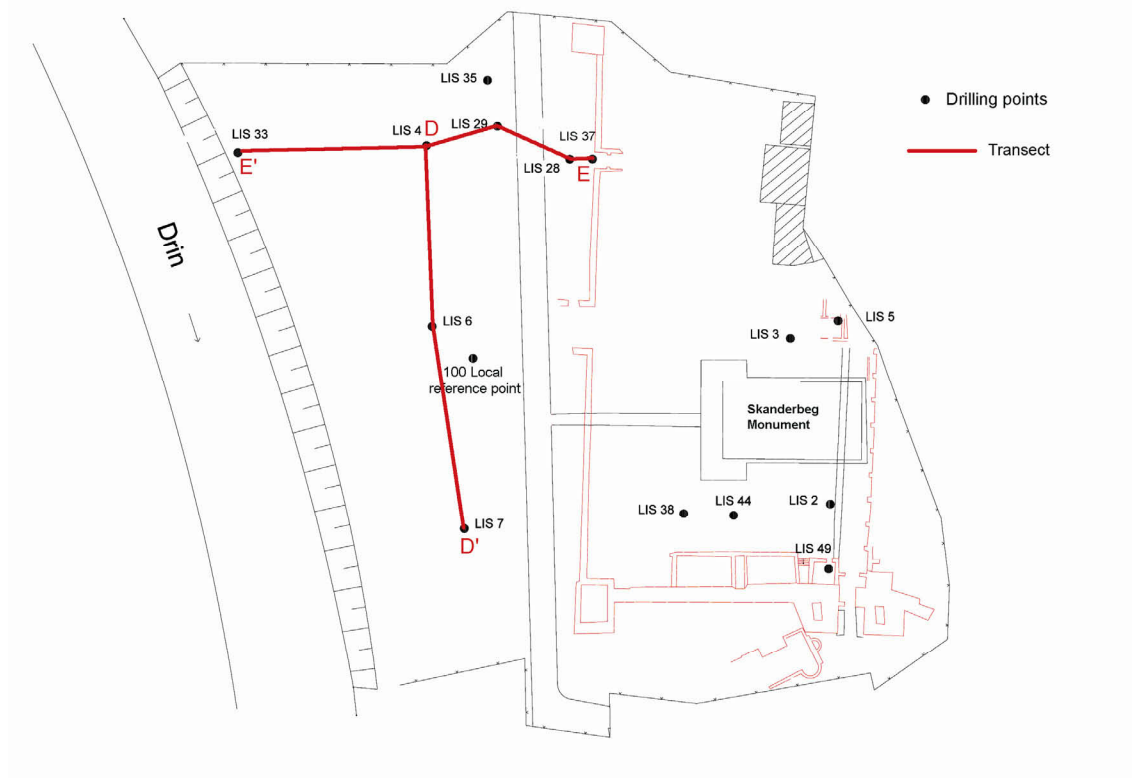 LIS 35
Drilling points
LIS 33
LIS 4
D
LIS 29
LIS 37
Transect
E'
LIS 28
E
Drin
LIS 6
LIS 5
LIS 3
100 Local
reference point
Skanderbeg
Monument
LIS 7
D'
LIS 38
LIS 44
LIS 2
LIS 49